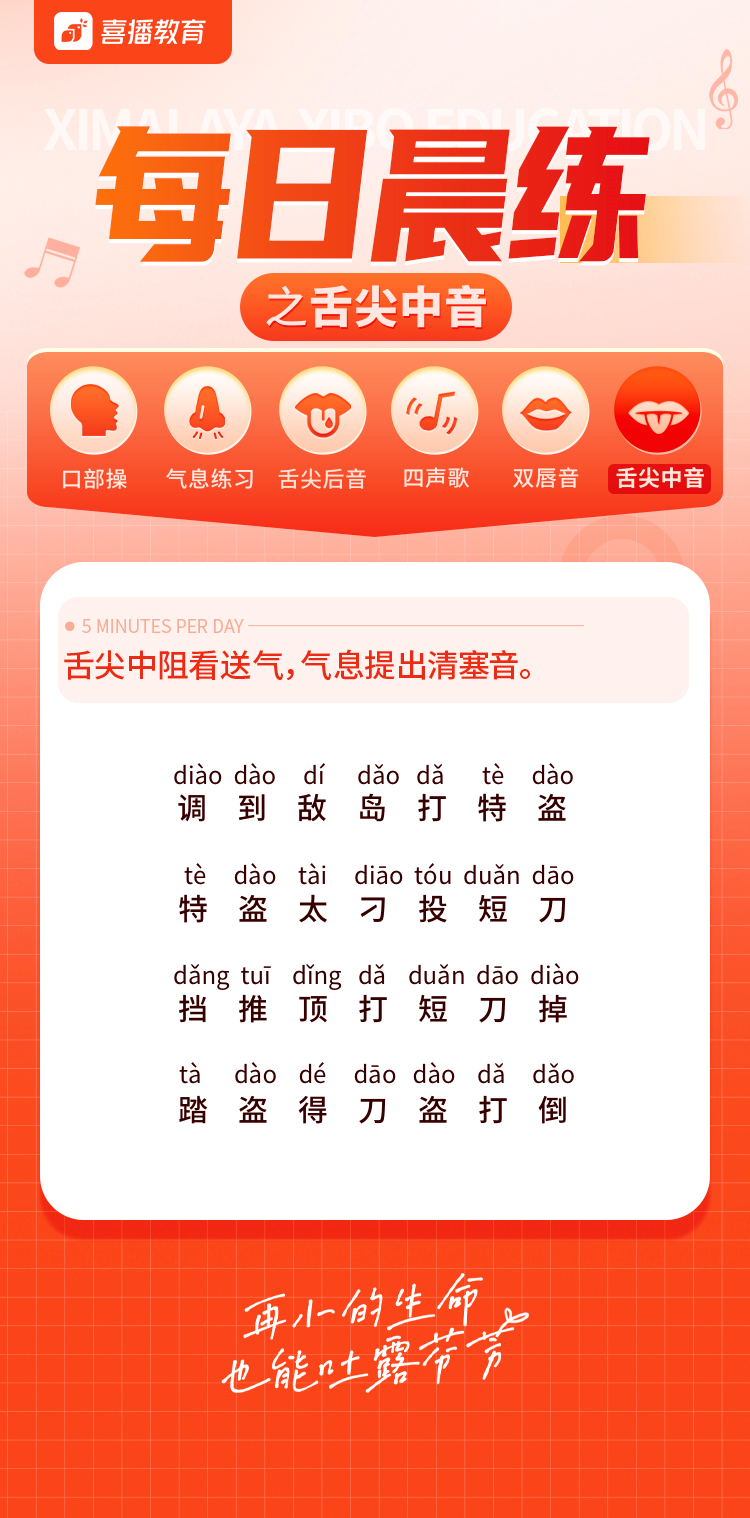 喜播教育
XIMALAYA XIBO EDUCATION
每日晨练
之舌尖中音
口部操 气息练习 舌尖后音 四声歌 双唇音 舌尖中音
5 MINUTES PER DAY
舌尖中阻看送气，气息提出清塞音。
diào dào dí dǎo dǎ tè dào
调 到 敌 岛 打 特 盗
tè dào tài diāo tóu duǎn dāo
特 盗 太 刁 投 短 刀
dǎng tuī dǐng dǎ duǎn dāo diào
挡 推 顶 打 短 刀 掉
tà dào dé dāo dào dǎ dǎo
踏 盗 得 刀 盗 打 倒
再小的生命
也能吐露芬芳